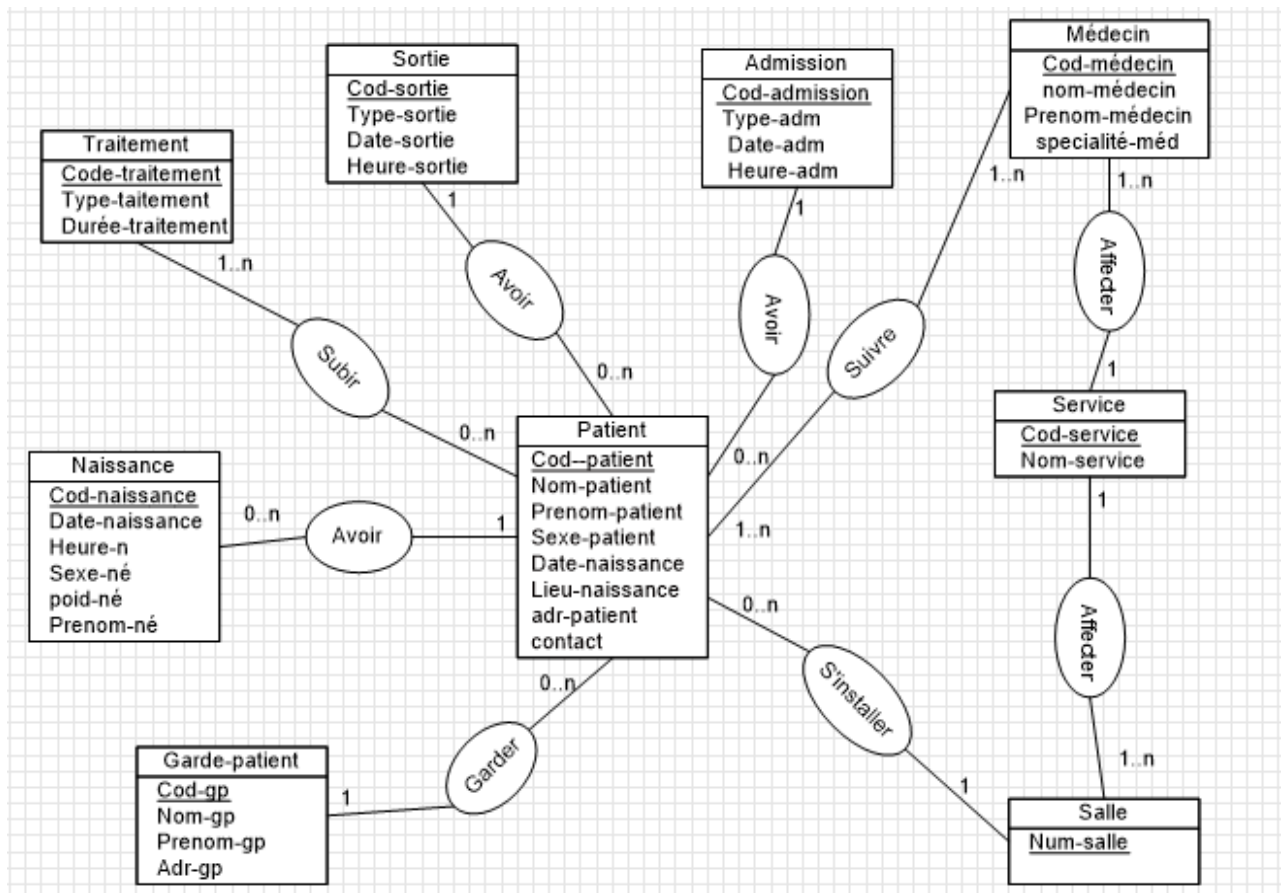 Sortie
Cod-sortie
Type-sortie
Date-sortie
Heure-sortie
Admission
Cod-admission
Type-adm
Date-adm
Heure-adm
Médecin
Cod-médecin
nom-médecin
Prenom-médecin
specialité-méd
Traitement
Code-traitement
Type-taitement
Durée-traitement
1
1
1..n
1..n
1..n
Avoir
Avoir
Suivre
Affecter
Subir
0..n
0..n
0..n
1..n
1
Service
Cod-service
Nom-service
Patient
Cod--patient
Nom-patient
Prenom-patient
Sexe-patient
Date-naissance
Lieu-naissance
adr-patient
contact
Naissance
Cod-naissance
Date-naissance
Heure-n
Sexe-né
poid-né
Prenom-né
0..n
Avoir
1
1
Affecter
0..n
S'installer
0..n
Garder
1
1
1..n
Garde-patient
Cod-gp
Nom-gp
Prenom-gp
Adr-gp
Salle
Num-salle